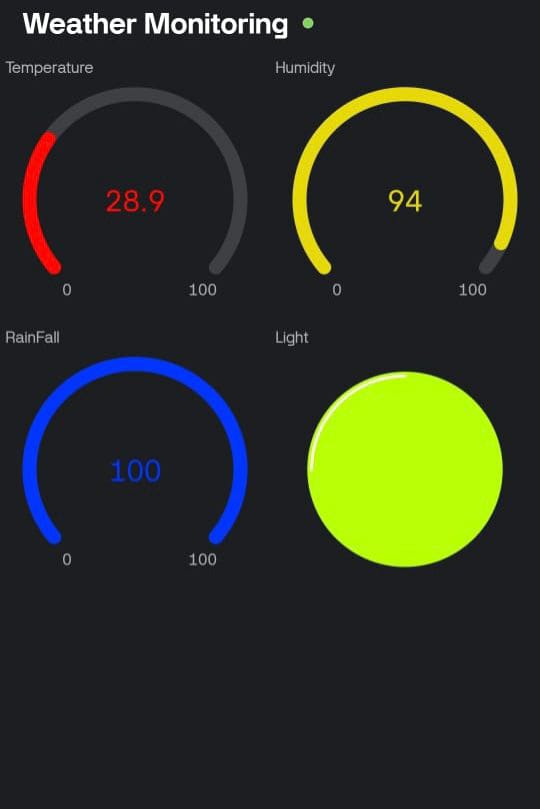 Weather Monitoring
Temperature
Humidity
28.9
94
0
100
0
100
RainFall
Light
100
0
100